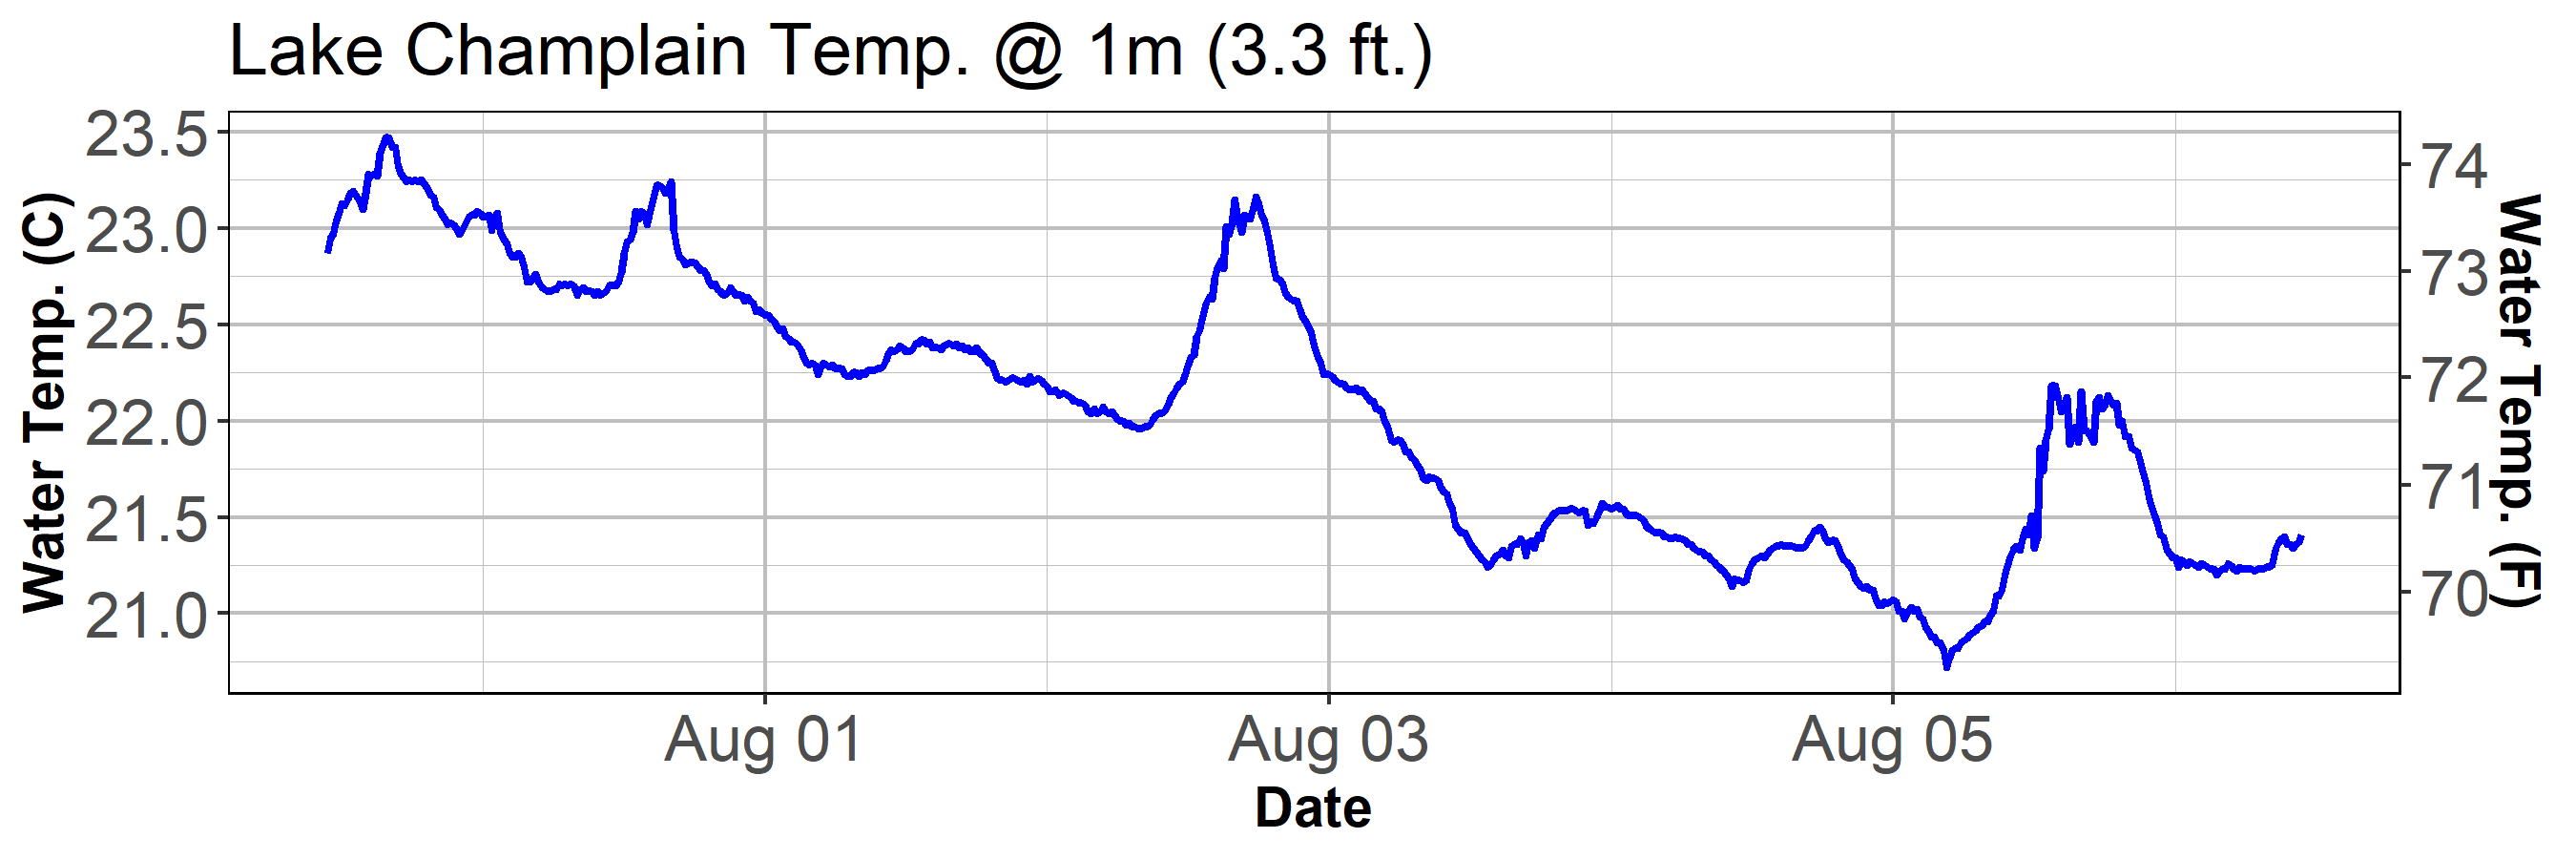 Lake Champlain Temp. @ 1m (3.3 ft.)
Water Temp. (C)
23.5
23.0
22.5
22.0
21.5
21.0
74
73
72
71
70
Water Temp. (F)
Aug 01
Aug 03
Aug 05
Date